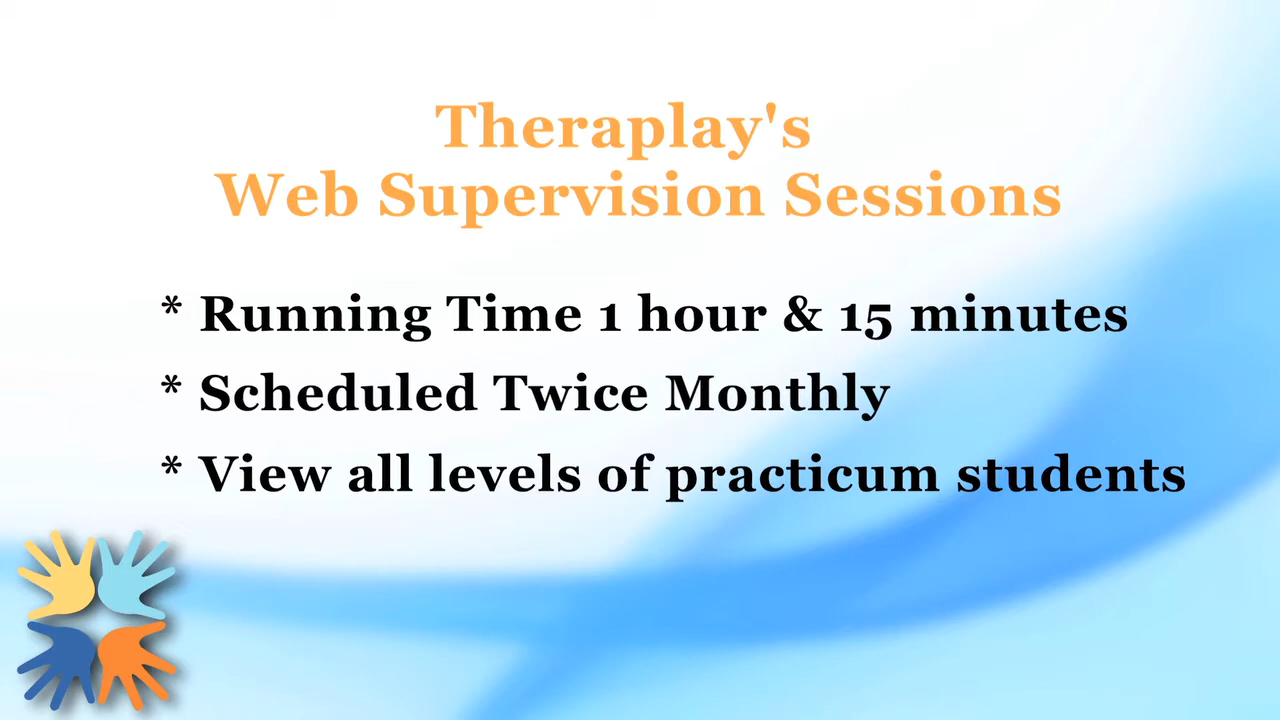 Theraplay's
Web Supervision Sessions
* Running Time 1 hour & 15 minutes
* Scheduled Twice Monthly
* View all levels of practicum students